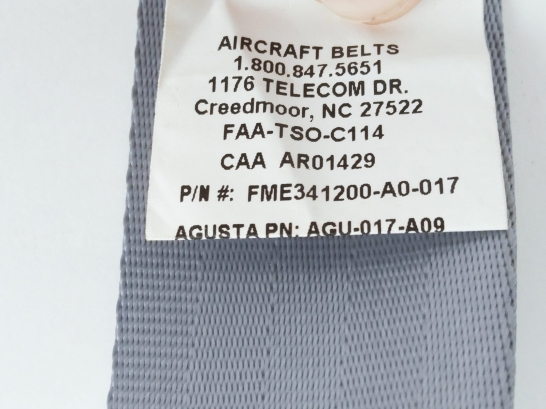 AIRCRAFT BELTS
1.800.847.5651
1176 TELECOM DR.
Creedmoor, NC 27522
FAA-TSO-C114
CAA AR01429
P/N #: FME341200-A0-017
AGUSTA PN: AGU-017-A09